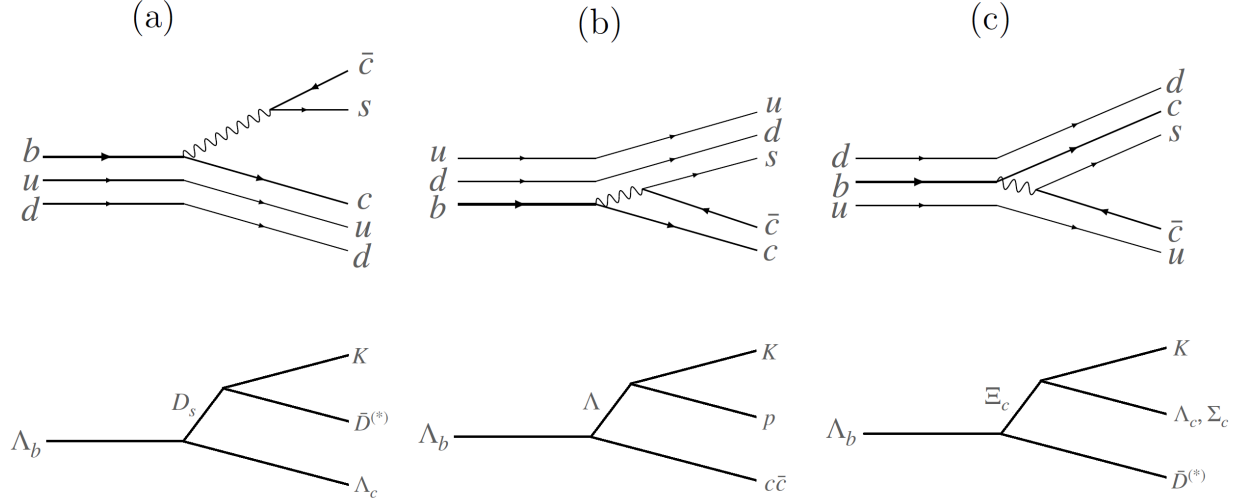 (a)
(b)
(c)
c̄
s
b
u
d
c
u
d
u
d
b
u
d
s
c̄
c
d
b
u
d
c
s
c̄
u
K
D_s
D̄^(*)
Λ_b
Λ_c
K
Λ
p
Λ_b
cc̄
K
Ξ_c
Λ_c, Σ_c
Λ_b
D̄^(*)